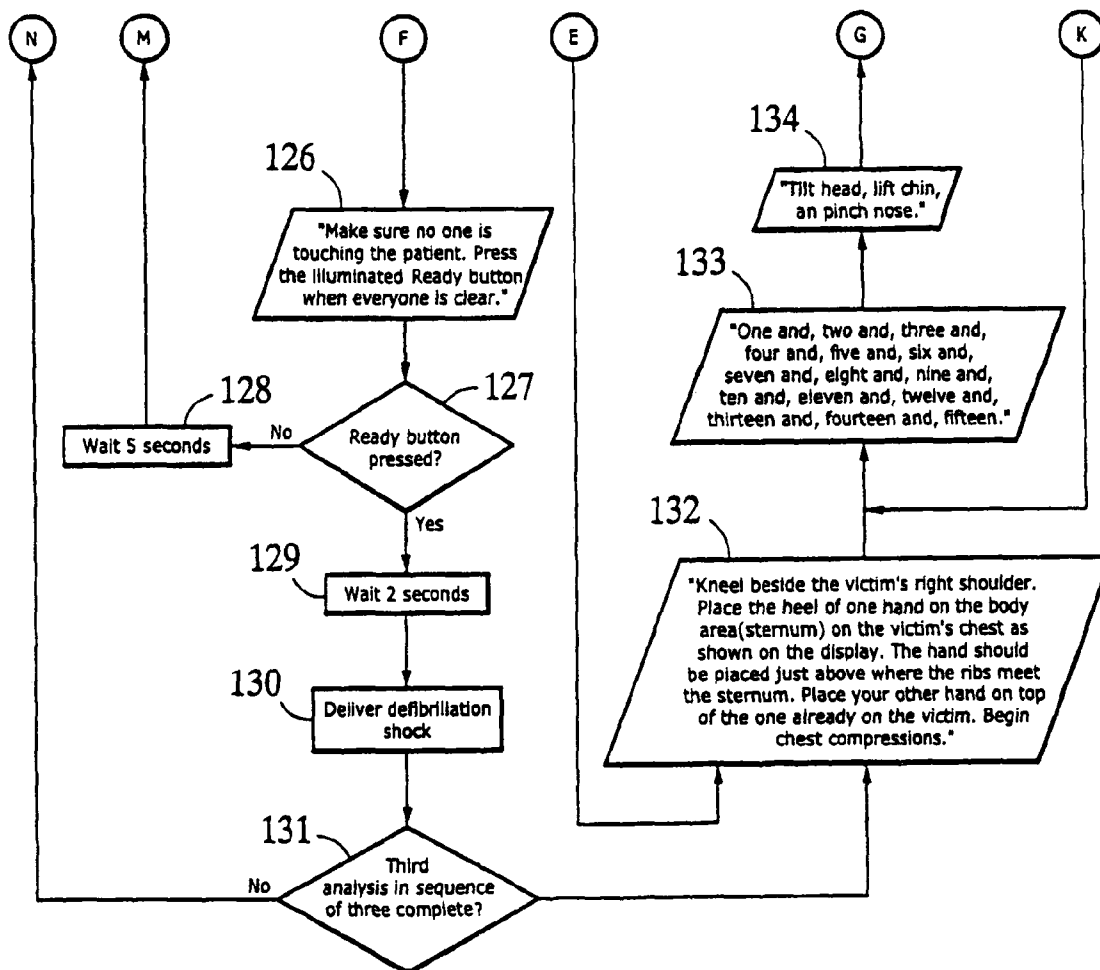 N
M
F
E
G
K
126
"Make sure no one is
touching the patient. Press
the illuminated Ready button
when everyone is clear."
127
Ready button
pressed?
No
128
Wait 5 seconds
Yes
129
Wait 2 seconds
130
Deliver defibrillation
shock
131
Third
analysis in sequence
of three complete?
No
134
"Tilt head, lift chin,
an pinch nose."
133
"One and, two and, three and,
four and, five and, six and,
seven and, eight and, nine and,
ten and, eleven and, twelve and,
thirteen and, fourteen and, fifteen."
132
"Kneel beside the victim's right shoulder.
Place the heel of one hand on the body
area(sternum) on the victim's chest as
shown on the display. The hand should
be placed just above where the ribs meet
the sternum. Place your other hand on top
of the one already on the victim. Begin
chest compressions."